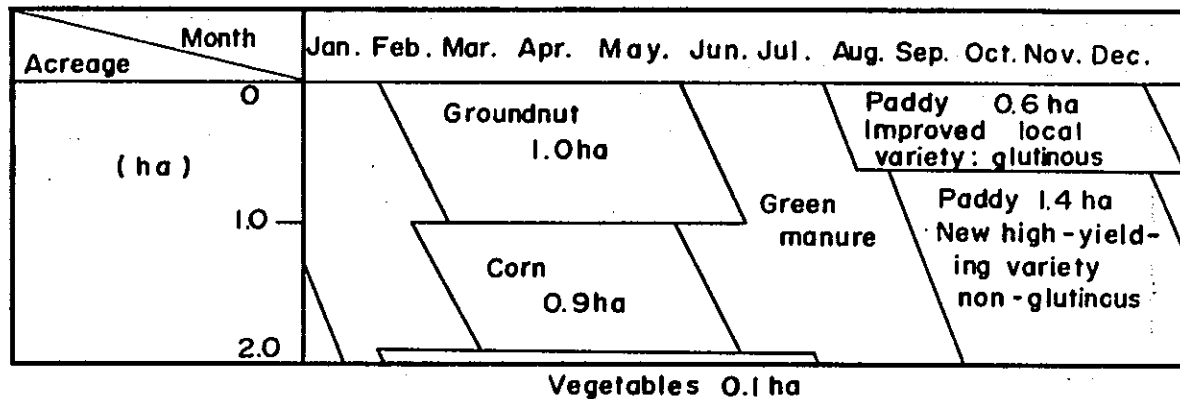 Month
Acreage
Jan. Feb. Mar. Apr. May. Jun. Jul. Aug. Sep. Oct. Nov. Dec.
0
(ha)
1.0
2.0
Groundnut
1.0ha
Corn
0.9ha
Green
manure
Paddy 0.6 ha
Improved local
variety: glutinous
Paddy 1.4 ha
New high-yield-
ing variety
non-glutincus
Vegetables 0.1 ha